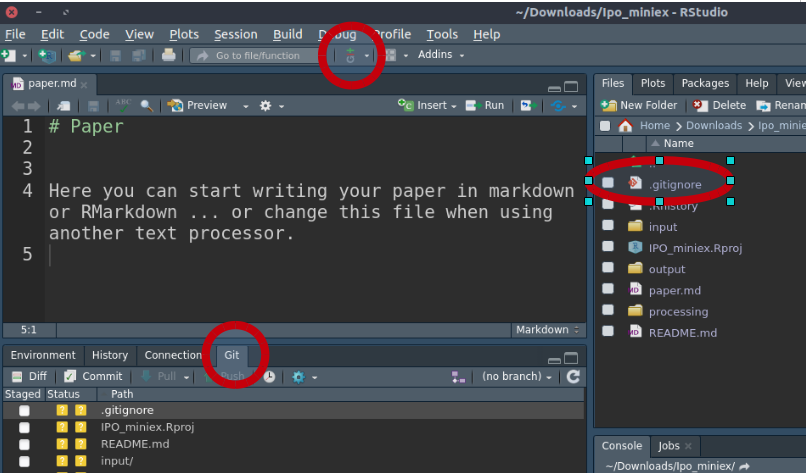 ~/Downloads/Ipo_miniex - RStudio
File Edit Code View Plots Session Build Debug Profile Tools Help
Go to file/function Addins
paper.md
Preview Insert Run
1 # Paper
2
3
4 Here you can start writing your paper in markdown
or RMarkdown ... or change this file when using
another text processor.
5
5:1 Markdown
Environment History Connection Git
Diff Commit Pull Push (no branch)
Staged Status Path
.gitignore
IPO_miniex.Rproj
README.md
input/
Files Plots Packages Help View
New Folder Delete Renam
Home Downloads Ipo_minie
Name
.gitignore
.Rhistory
input
IPO_miniex.Rproj
output
paper.md
processing
README.md
Console Jobs
~/Downloads/Ipo_miniex/